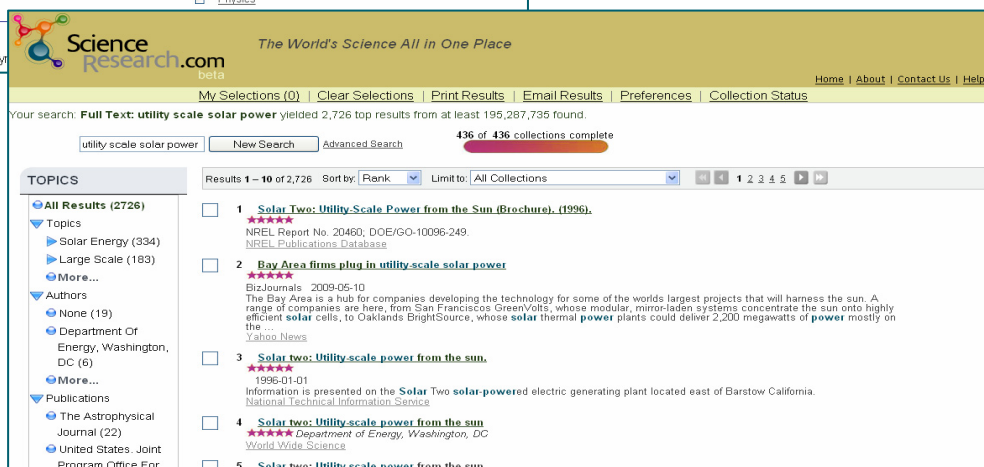 Physics
Science
Research.com
beta
The World's Science All in One Place
Home | About | Contact Us | Help
My Selections (0) | Clear Selections | Print Results | Email Results | Preferences | Collection Status
Your search: Full Text: utility scale solar power yielded 2,726 top results from at least 195,287,735 found.
utility scale solar power New Search Advanced Search
436 of 436 collections complete
TOPICS
Results 1 – 10 of 2,726 Sort by: Rank Limit to: All Collections 1 2 3 4 5
All Results (2726)
Topics
Solar Energy (334)
Large Scale (183)
More...
Authors
None (19)
Department Of
Energy, Washington,
DC (6)
More...
Publications
The Astrophysical
Journal (22)
United States. Joint
Program Office For
1 Solar Two: Utility-Scale Power from the Sun (Brochure). (1996).
NREL Report No. 20460; DOE/GO-10096-249.
NREL Publications Database
2 Bay Area firms plug in utility-scale solar power
BizJournals 2009-05-10
The Bay Area is a hub for companies developing the technology for some of the worlds largest projects that will harness the sun. A
range of companies are here, from San Franciscos GreenVolts, whose modular, mirror-laden systems concentrate the sun onto highly
efficient solar cells, to Oaklands BrightSource, whose solar thermal power plants could deliver 2,200 megawatts of power mostly on
the ...
Yahoo News
3 Solar two: Utility-scale power from the sun.
1996-01-01
Information is presented on the Solar Two solar-powered electric generating plant located east of Barstow California.
National Technical Information Service
4 Solar two: Utility-scale power from the sun
Department of Energy, Washington, DC
World Wide Science
5 Solar two: Utility-scale power from the sun